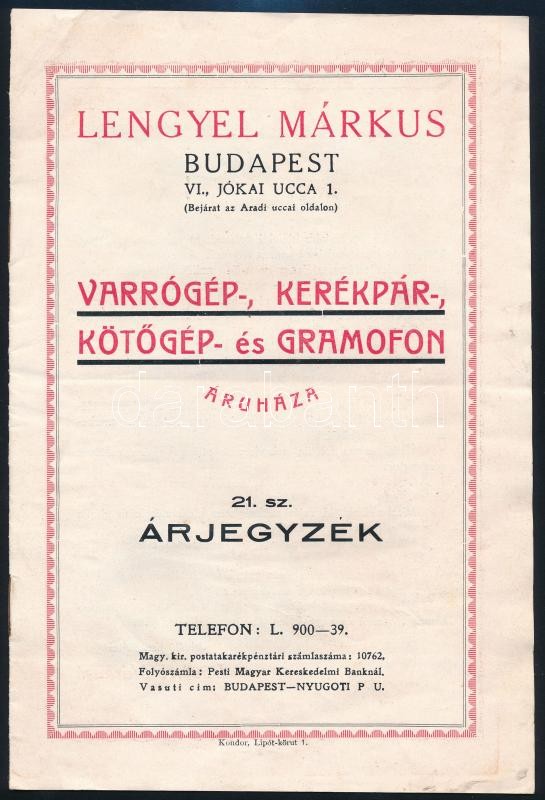 LENGYEL MÁRKUS
BUDAPEST
VI., JÓKAI UCCA 1.
(Bejárat az Aradi uccai oldalon)
VARRÓGÉP-, KERÉKPÁR-,
KÖTŐGÉP- és GRAMOFON
ÁRUHÁZA
darabanth
21. sz.
ÁRJEGYZÉK
TELEFON: L. 900—39.
Magy. kir. postatakarékpénztári számlaszáma: 10762.
Folyószámla: Pesti Magyar Kereskedelmi Banknál.
Vasuti cim: BUDAPEST—NYUGOTI P U.
Kondor, Lipót-körut 1.